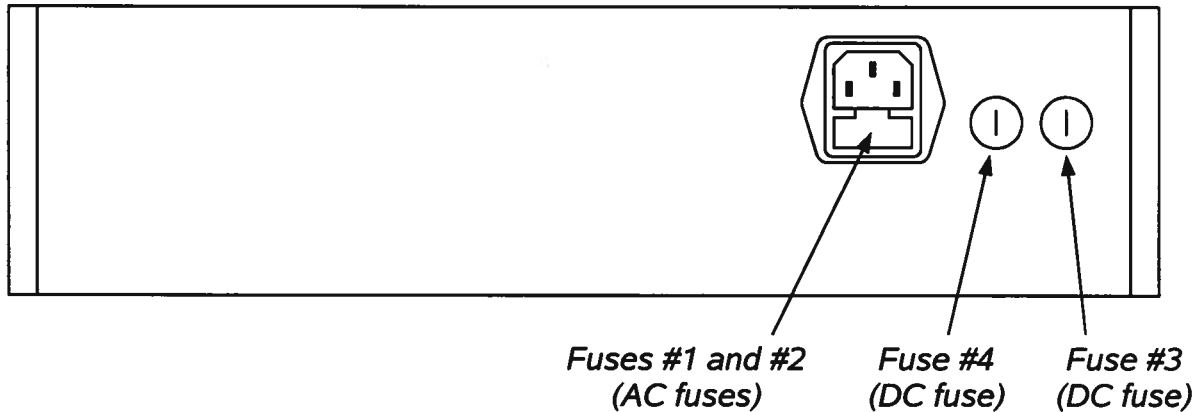 Fuses #1 and #2
(AC fuses)
Fuse #4
(DC fuse)
Fuse #3
(DC fuse)